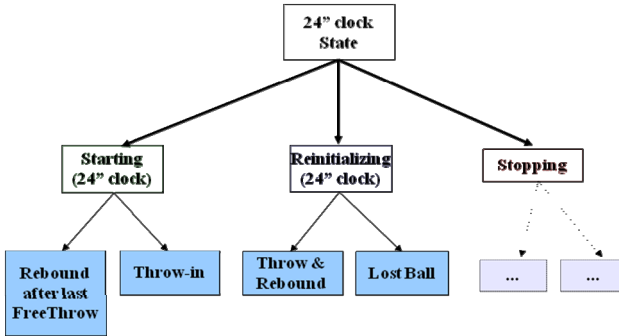 24” clock
State
Starting
(24” clock)
Reinitializing
(24” clock)
Stopping
Rebound
after last
FreeThrow
Throw-in
Throw &
Rebound
Lost Ball
...
...